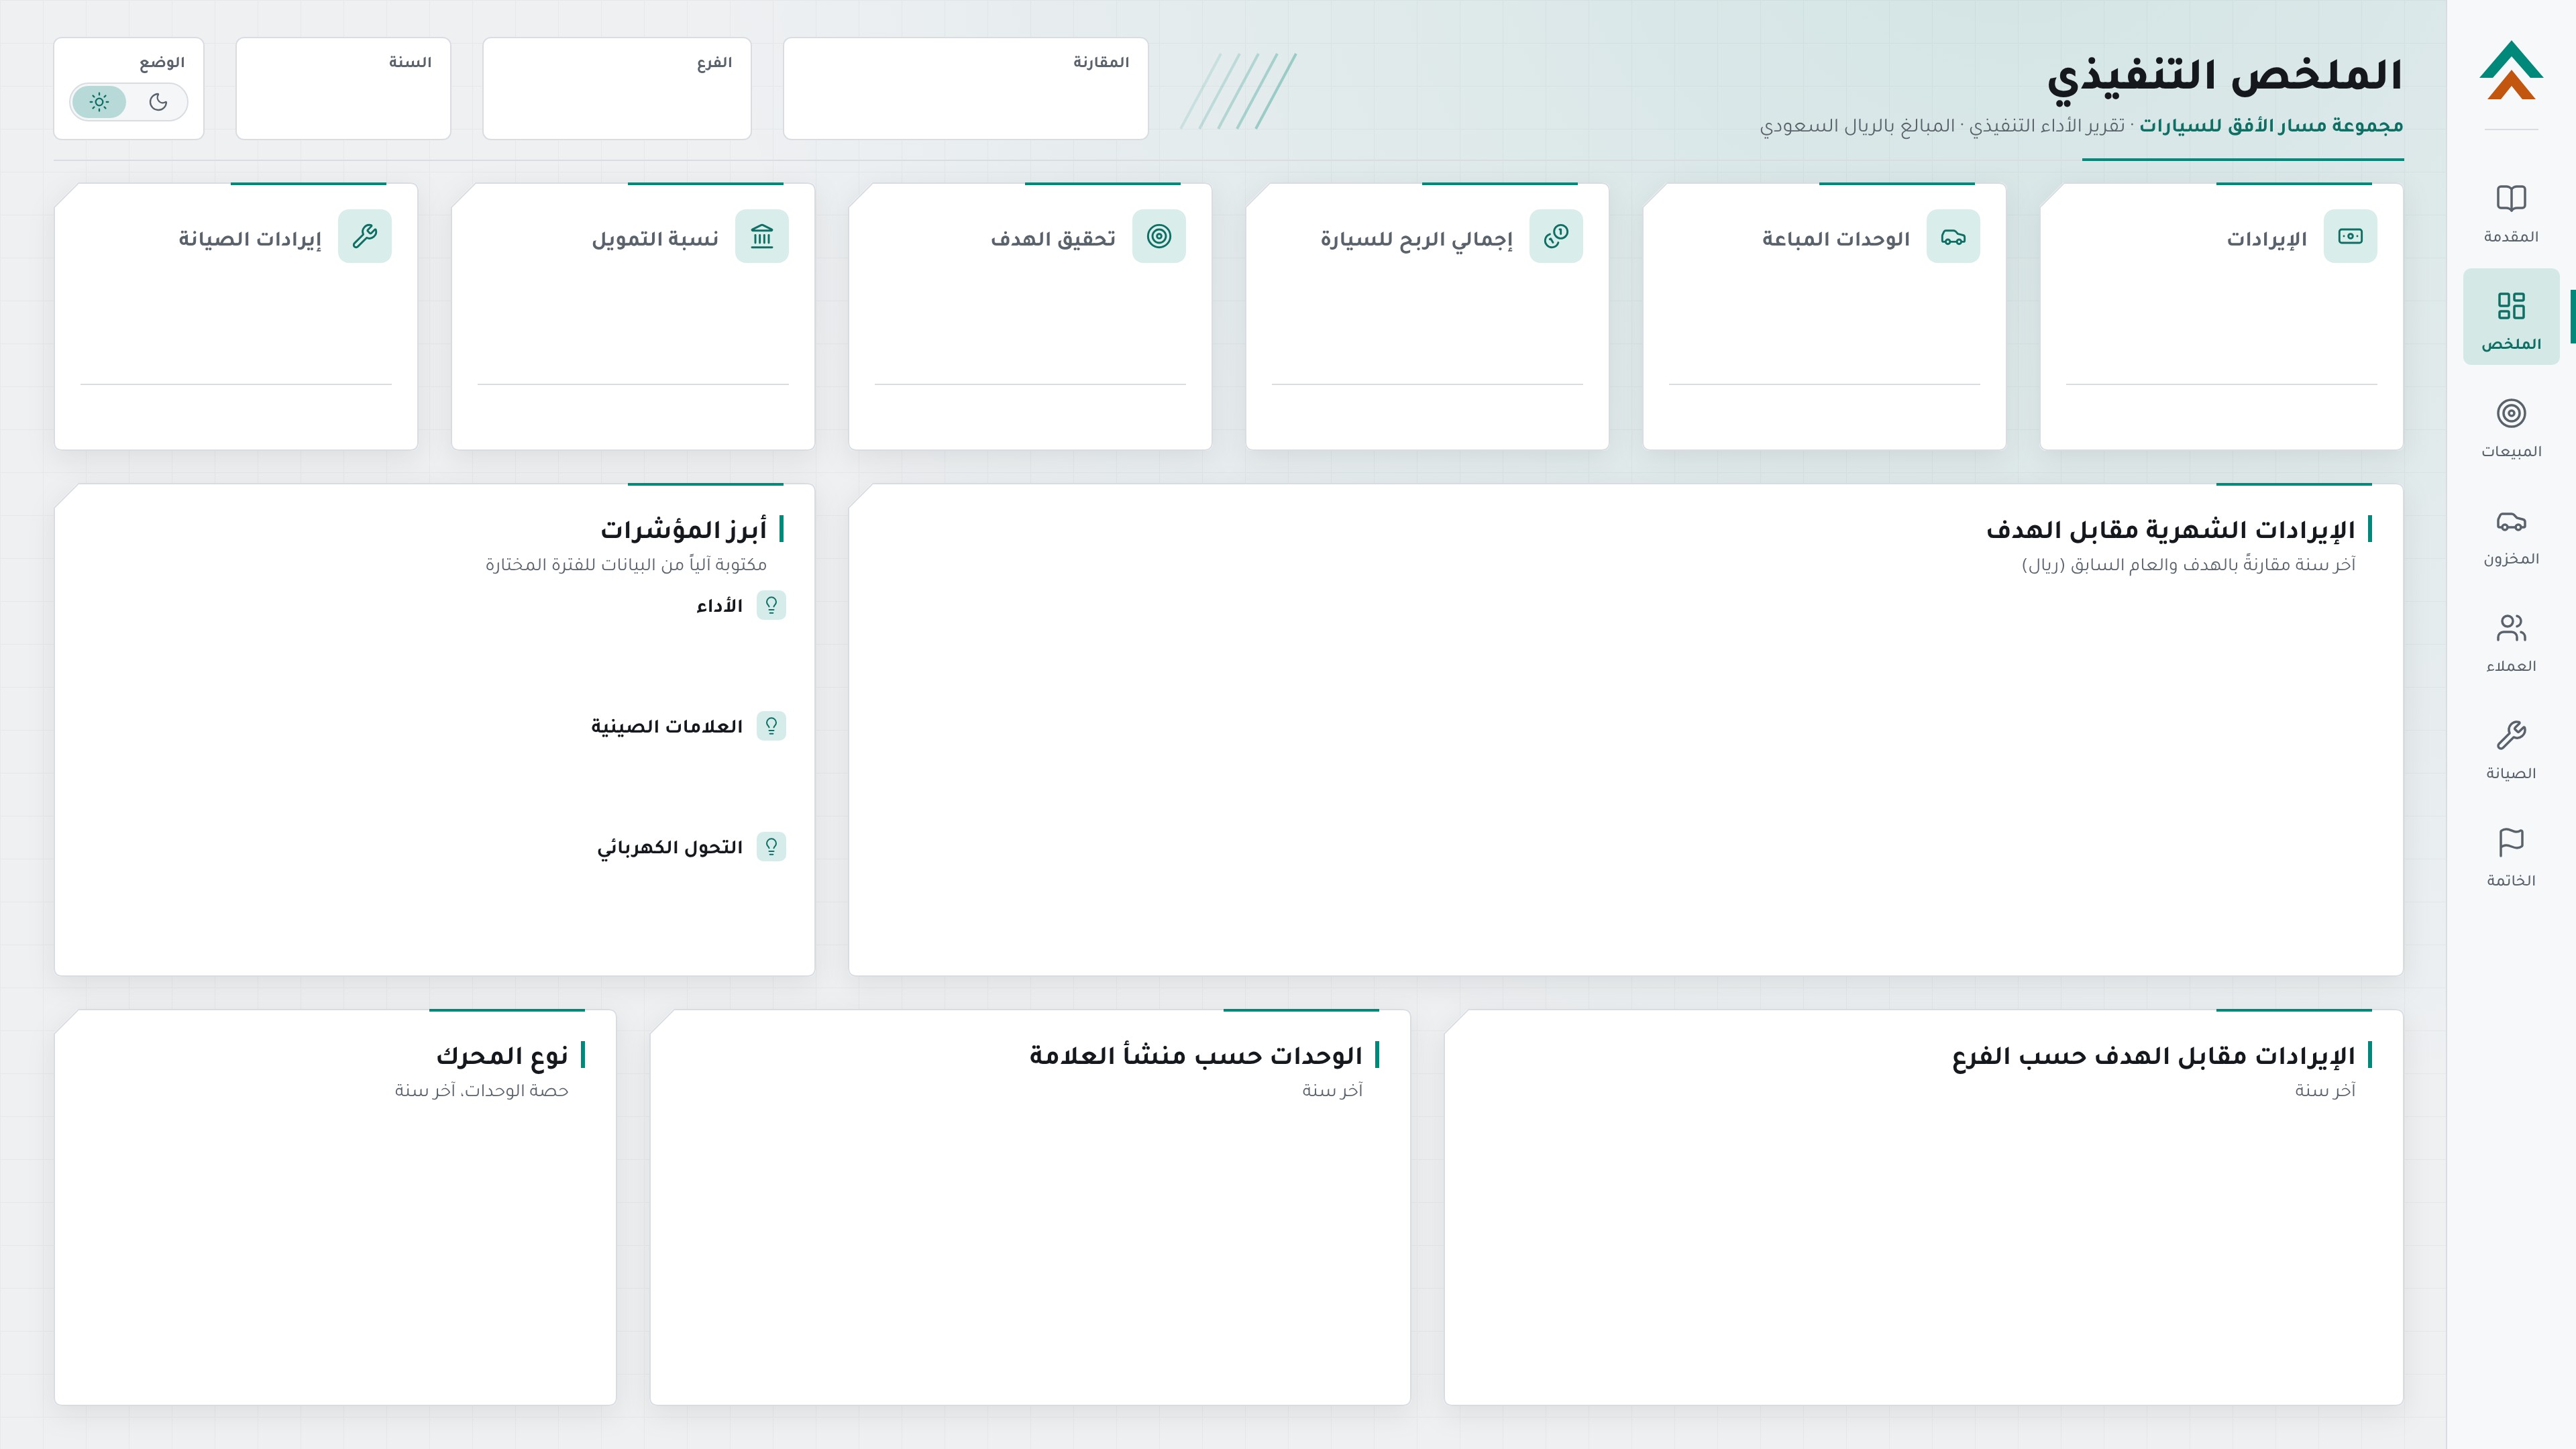 الملخص التنفيذي
مجموعة مسار الأفق للسيارات · تقرير الأداء التنفيذي · المبالغ بالريال السعودي
المقارنة
الفرع
السنة
الوضع
المقدمة
الملخص
المبيعات
المخزون
العملاء
الصيانة
الخاتمة
الإيرادات
الوحدات المباعة
إجمالي الربح للسيارة
تحقيق الهدف
نسبة التمويل
إيرادات الصيانة
الإيرادات الشهرية مقابل الهدف
آخر سنة مقارنةً بالهدف والعام السابق (ريال)
أبرز المؤشرات
مكتوبة آلياً من البيانات للفترة المختارة
الأداء
العلامات الصينية
التحول الكهربائي
الإيرادات مقابل الهدف حسب الفرع
آخر سنة
الوحدات حسب منشأ العلامة
آخر سنة
نوع المحرك
حصة الوحدات، آخر سنة